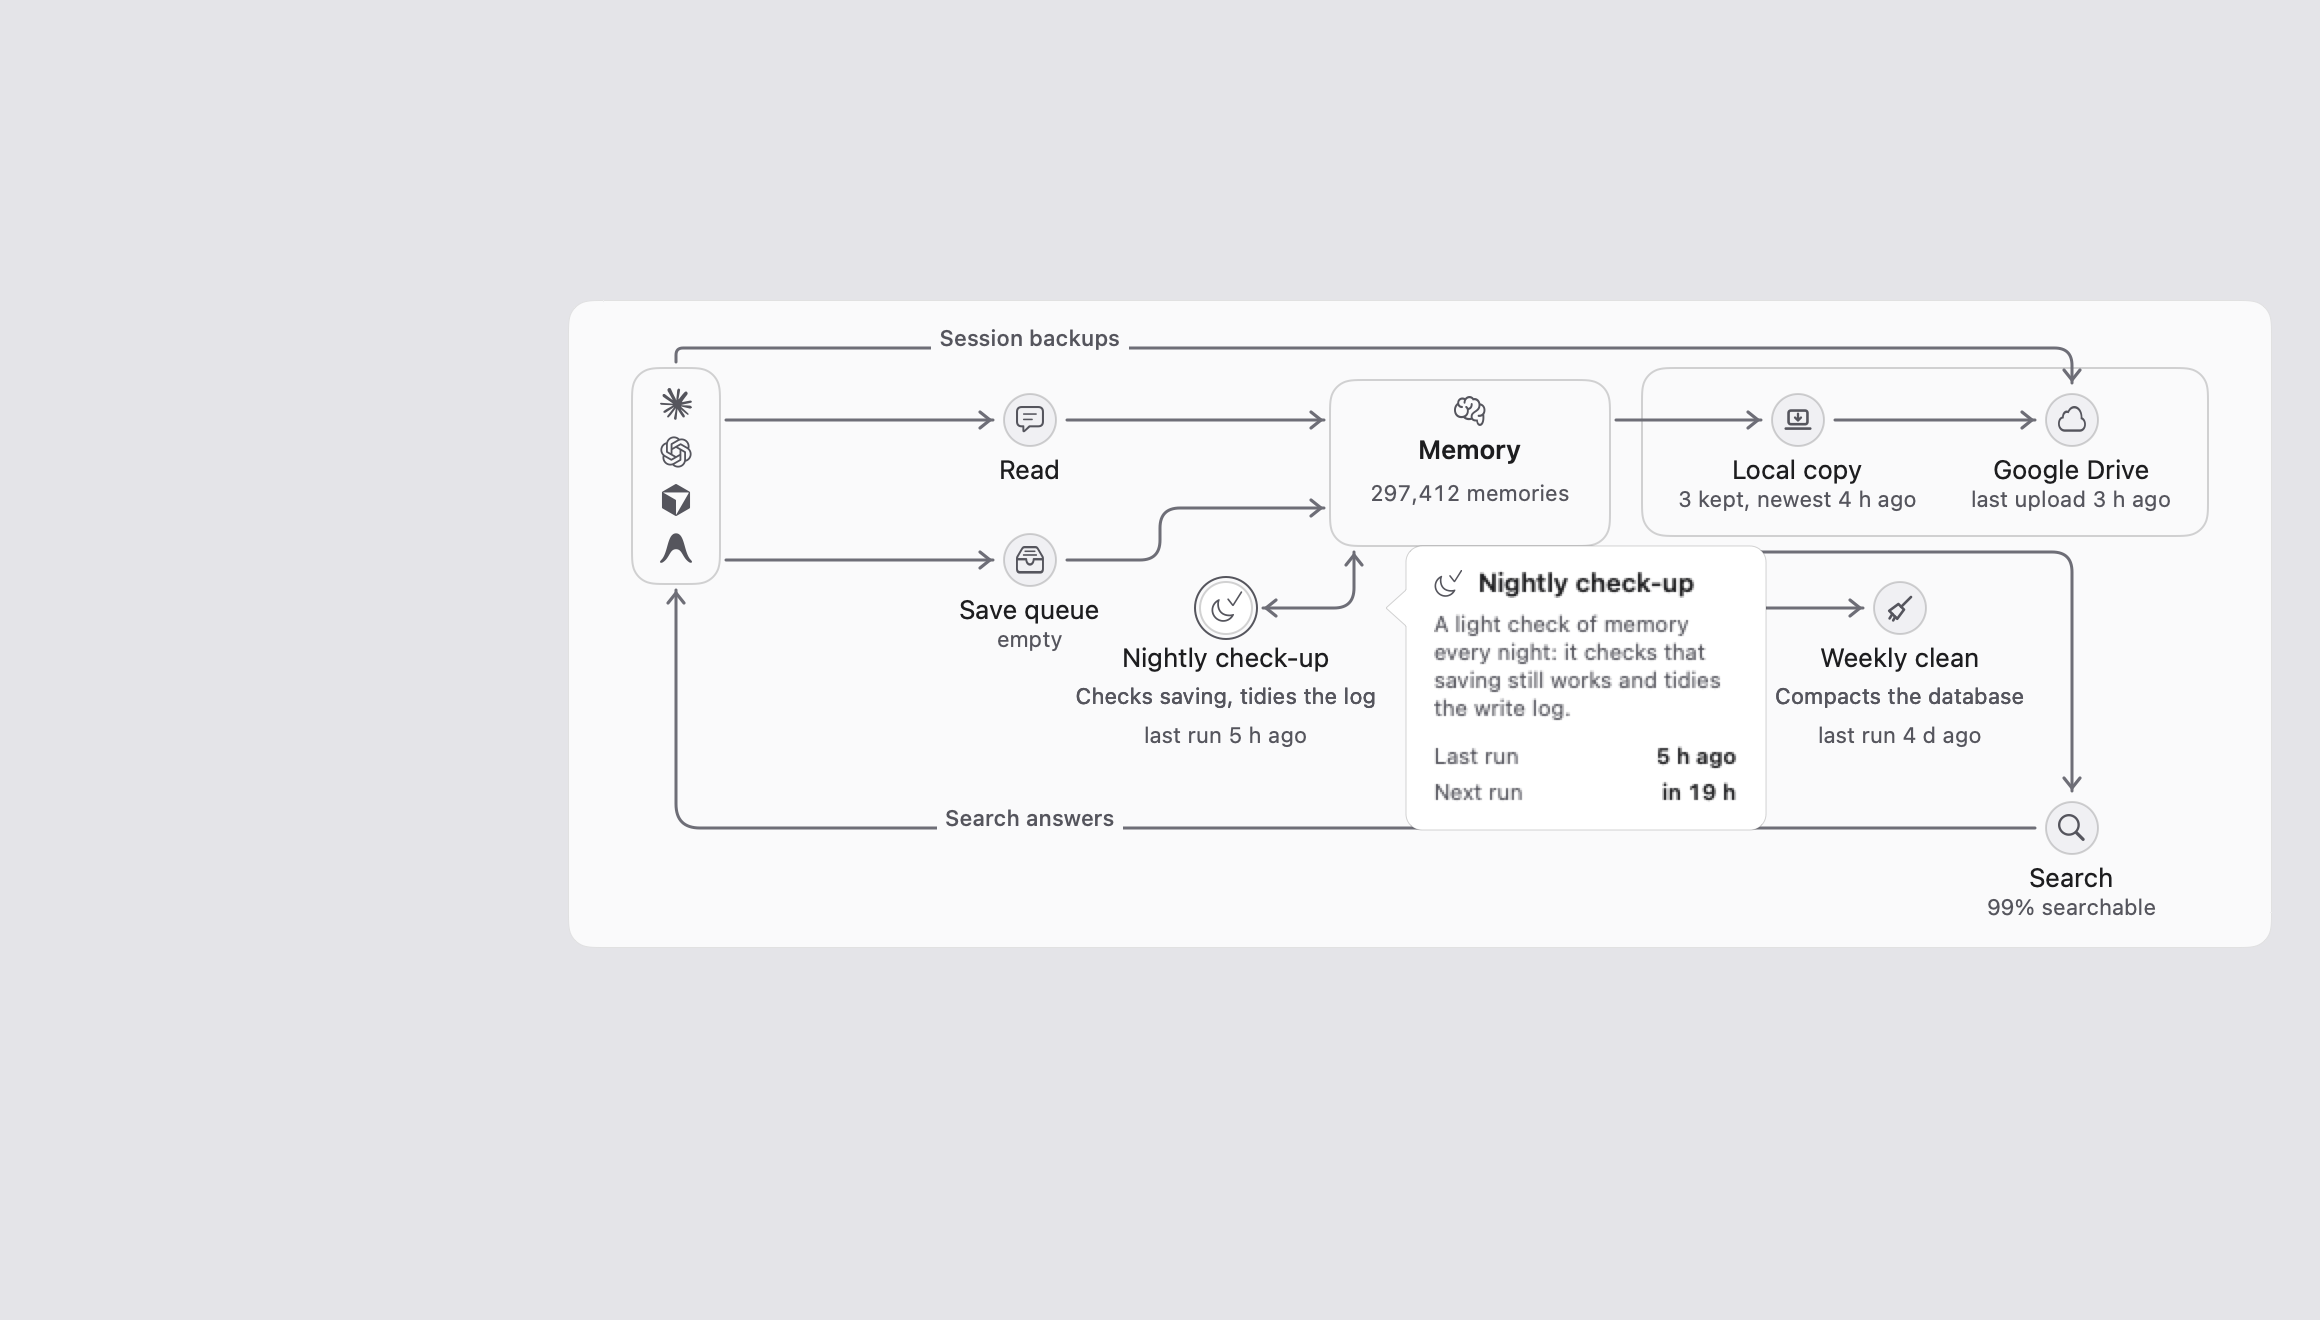 Session backups
Read
Memory
297,412 memories
Local copy
3 kept, newest 4 h ago
Google Drive
last upload 3 h ago
Save queue
empty
Nightly check-up
Checks saving, tidies the log
last run 5 h ago
Nightly check-up
A light check of memory
every night: it checks that
saving still works and tidies
the write log.
Last run 5 h ago
Next run in 19 h
Weekly clean
Compacts the database
last run 4 d ago
Search answers
Search
99% searchable